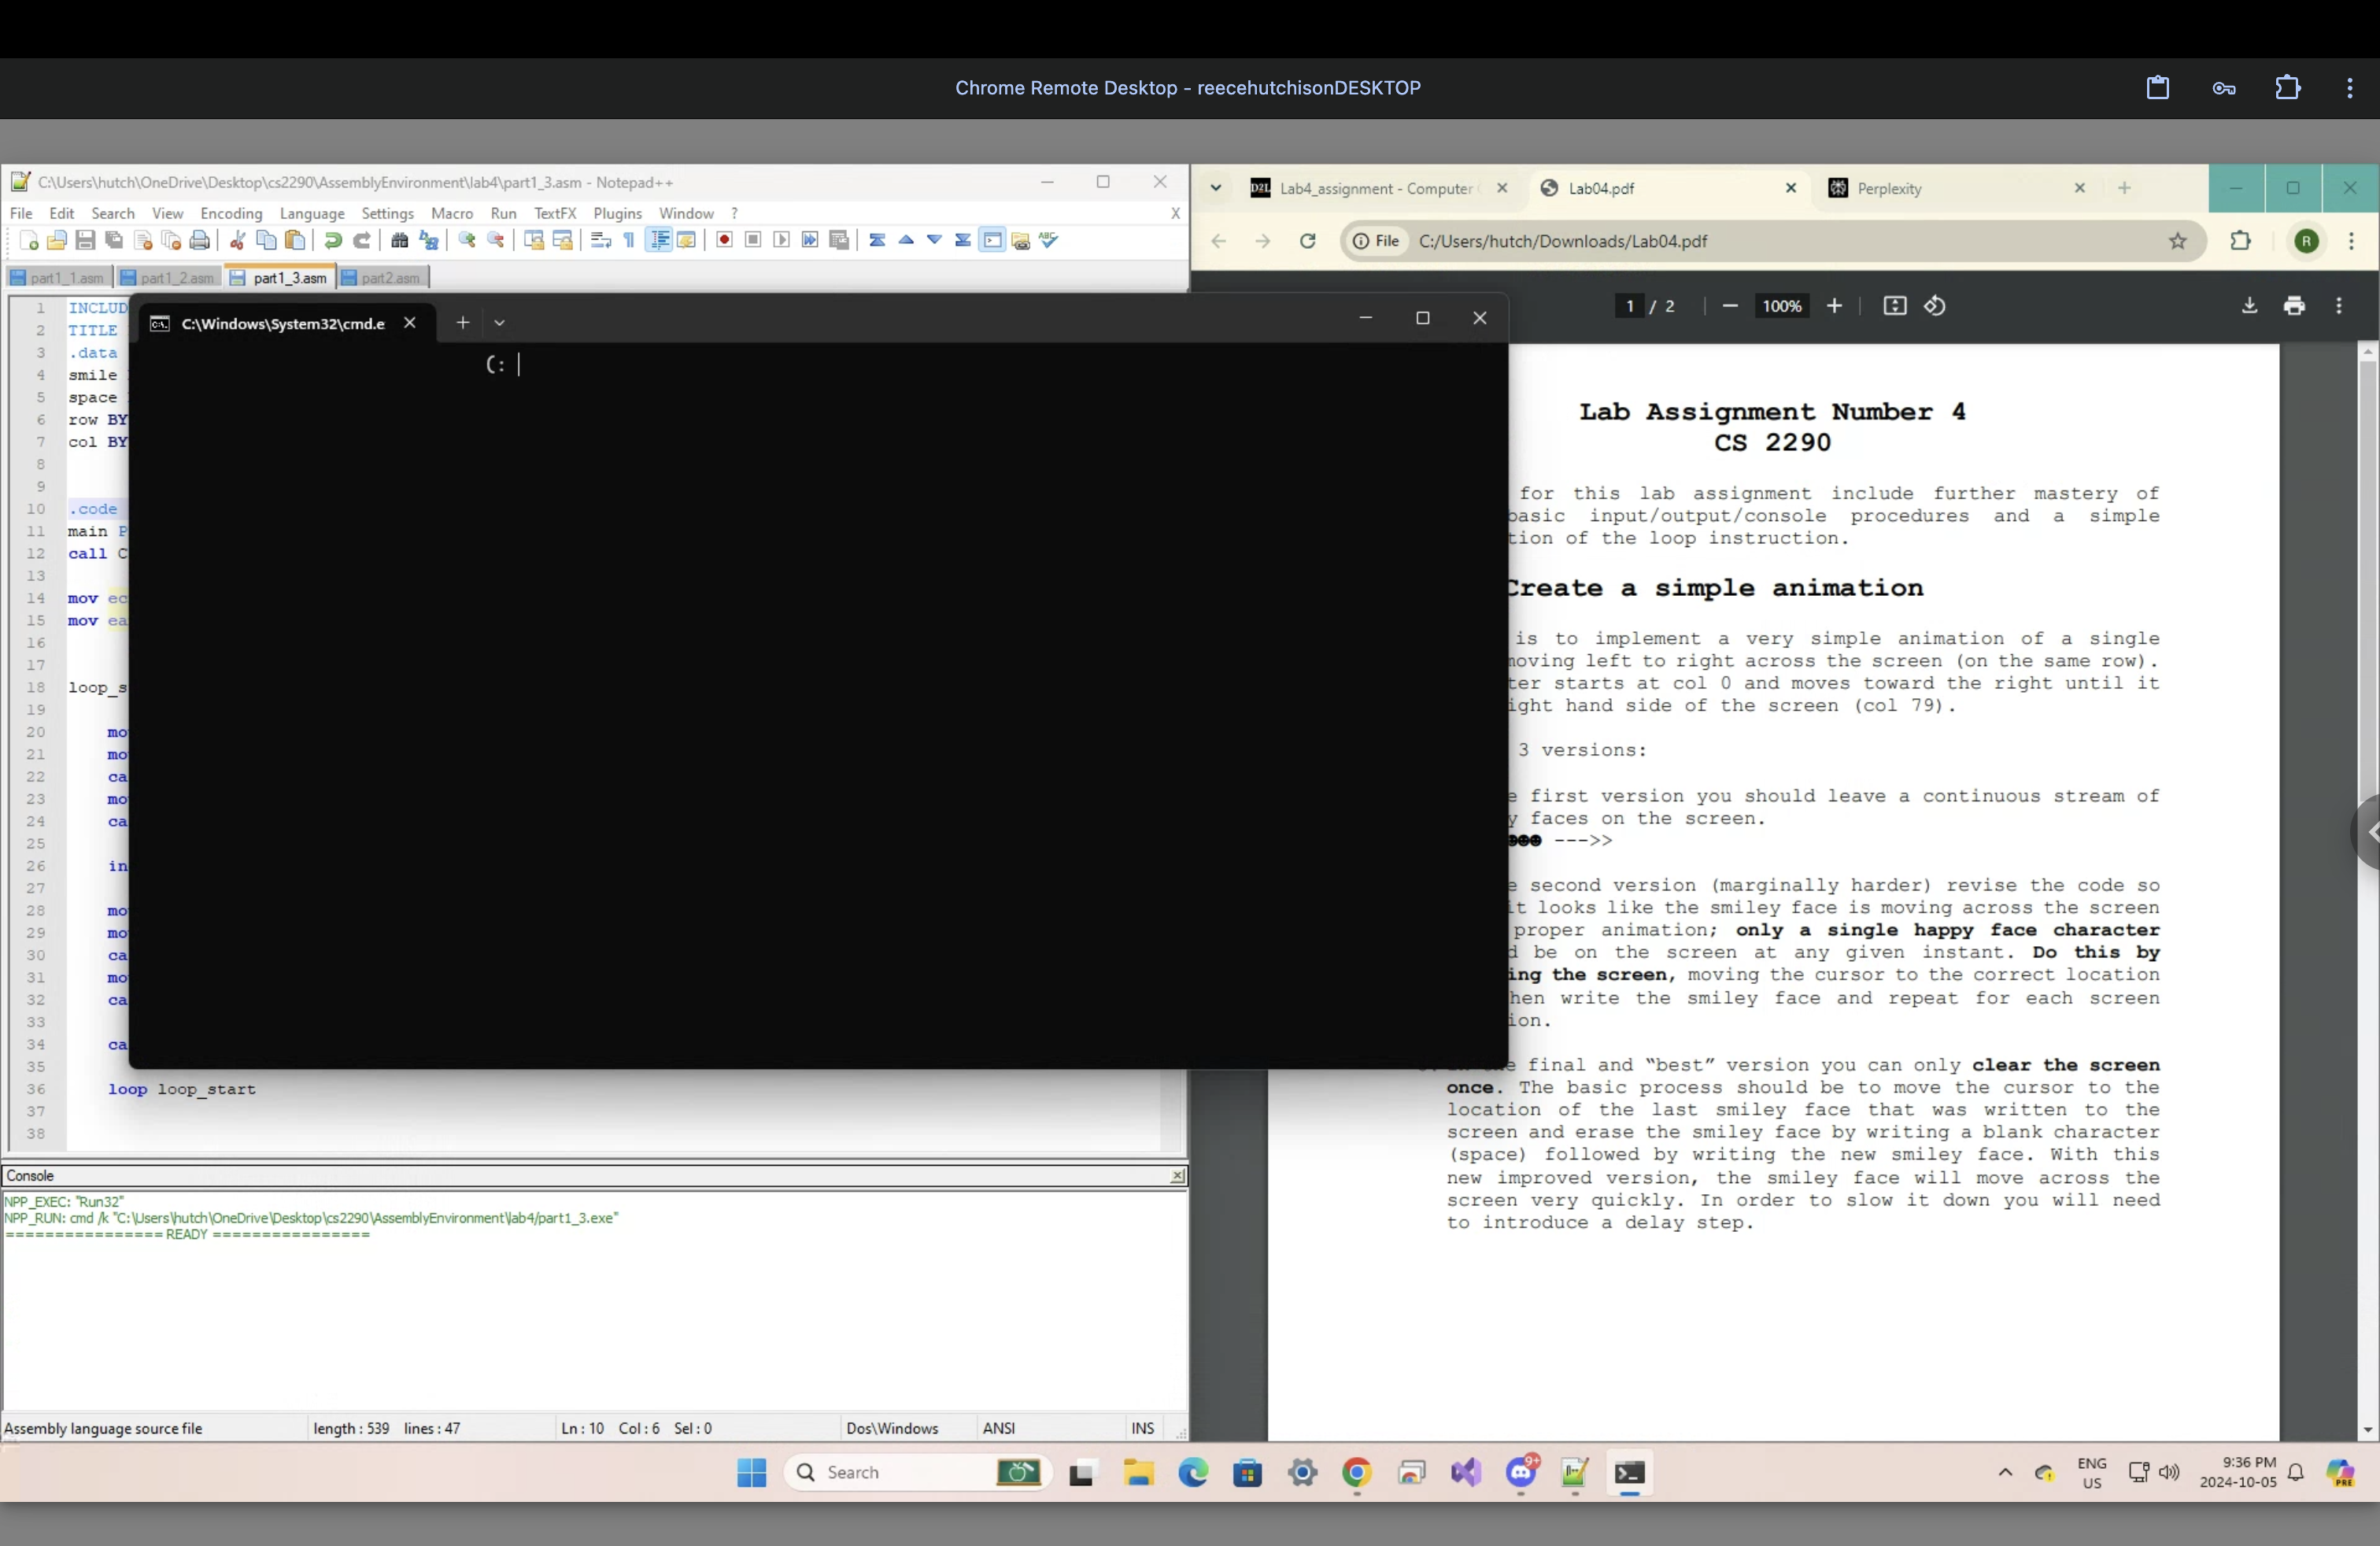 Chrome Remote Desktop - reecehutchisonDESKTOP
C:\Users\hutch\OneDrive\Desktop\cs2290\AssemblyEnvironment\lab4\part1_3.asm - Notepad++
File Edit Search View Encoding Language Settings Macro Run TextFX Plugins Window ? X
part1_1.asm part1_2.asm part1_3.asm part2.asm
1 INCLUD
2 TITLE
3 .data
4 smile
5 space
6 row BY
7 col BY
8
9
10 .code
11 main P
12 call C
13
14 mov ec
15 mov ea
16
17
18 loop_s
19
20 mo
21 mo
22 ca
23 mo
24 ca
25
26 in
27
28 mo
29 mo
30 ca
31 mo
32 ca
33
34 ca
35
36 loop loop_start
37
38
C:\Windows\System32\cmd.e
(:
Console
NPP_EXEC: "Run32"
NPP_RUN: cmd /k "C:\Users\hutch\OneDrive\Desktop\cs2290\AssemblyEnvironment\lab4/part1_3.exe"
================ READY ================
Assembly language source file length : 539 lines : 47 Ln : 10 Col : 6 Sel : 0 Dos\Windows ANSI INS
D2L Lab4_assignment - Computer Lab04.pdf Perplexity
File C:/Users/hutch/Downloads/Lab04.pdf R
1 / 2 100%
Lab Assignment Number 4
CS 2290
for this lab assignment include further mastery of
basic input/output/console procedures and a simple
tion of the loop instruction.
Create a simple animation
is to implement a very simple animation of a single
moving left to right across the screen (on the same row).
ter starts at col 0 and moves toward the right until it
ight hand side of the screen (col 79).
3 versions:
e first version you should leave a continuous stream of
y faces on the screen.
☻☻☻ --->>
e second version (marginally harder) revise the code so
it looks like the smiley face is moving across the screen
proper animation; only a single happy face character
d be on the screen at any given instant. Do this by
ing the screen, moving the cursor to the correct location
hen write the smiley face and repeat for each screen
ion.
e final and “best” version you can only clear the screen
once. The basic process should be to move the cursor to the
location of the last smiley face that was written to the
screen and erase the smiley face by writing a blank character
(space) followed by writing the new smiley face. With this
new improved version, the smiley face will move across the
screen very quickly. In order to slow it down you will need
to introduce a delay step.
Search
9+
ENG
US
9:36 PM
2024-10-05
PRE